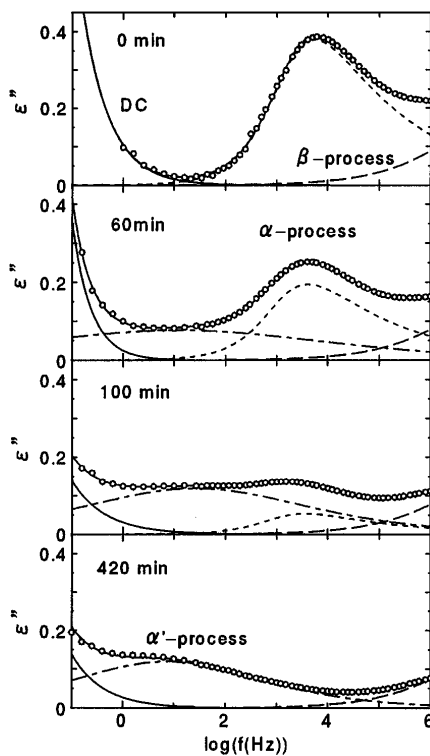 0 min
0.4
DC
ε"
0.2
β-process
0
60min
0.4
α-process
ε"
0.2
0
100 min
0.4
ε"
0.2
0
420 min
0.4
α'-process
ε"
0.2
0
0 2 4 6
log(f(Hz))